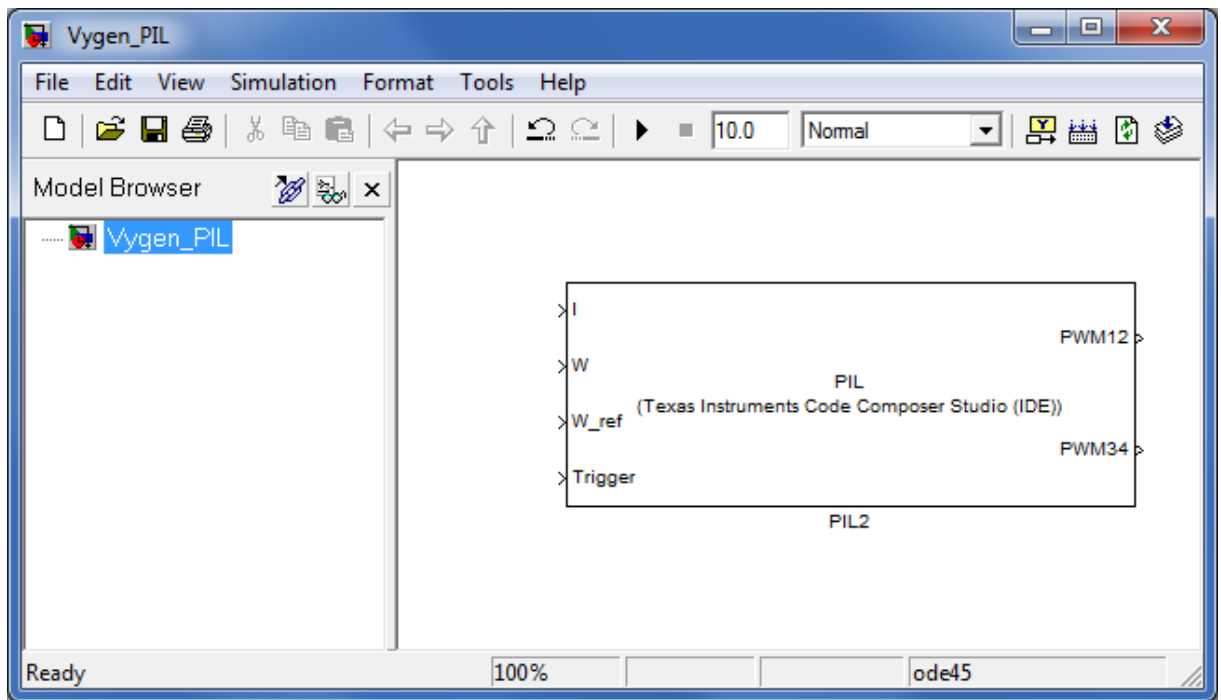 Vygen_PIL
File Edit View Simulation Format Tools Help
10.0 Normal
Model Browser
Vygen_PIL
I
W
W_ref
Trigger
PIL
(Texas Instruments Code Composer Studio (IDE))
PWM12
PWM34
PIL2
Ready 100% ode45